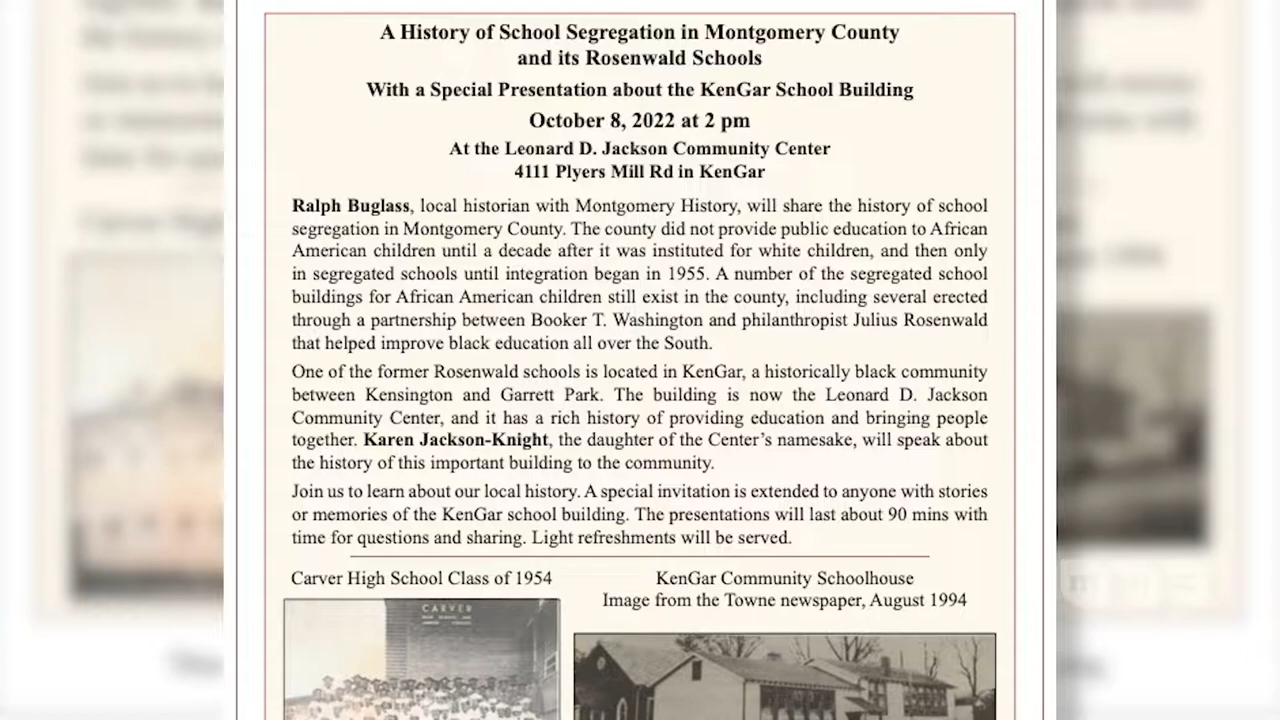 A History of School Segregation in Montgomery County
and its Rosenwald Schools
With a Special Presentation about the KenGar School Building
October 8, 2022 at 2 pm
At the Leonard D. Jackson Community Center
4111 Plyers Mill Rd in KenGar
Ralph Buglass, local historian with Montgomery History, will share the history of school
segregation in Montgomery County. The county did not provide public education to African
American children until a decade after it was instituted for white children, and then only
in segregated schools until integration began in 1955. A number of the segregated school
buildings for African American children still exist in the county, including several erected
through a partnership between Booker T. Washington and philanthropist Julius Rosenwald
that helped improve black education all over the South.
One of the former Rosenwald schools is located in KenGar, a historically black community
between Kensington and Garrett Park. The building is now the Leonard D. Jackson
Community Center, and it has a rich history of providing education and bringing people
together. Karen Jackson-Knight, the daughter of the Center’s namesake, will speak about
the history of this important building to the community.
Join us to learn about our local history. A special invitation is extended to anyone with stories
or memories of the KenGar school building. The presentations will last about 90 mins with
time for questions and sharing. Light refreshments will be served.
Carver High School Class of 1954
KenGar Community Schoolhouse
Image from the Towne newspaper, August 1994
CARVER